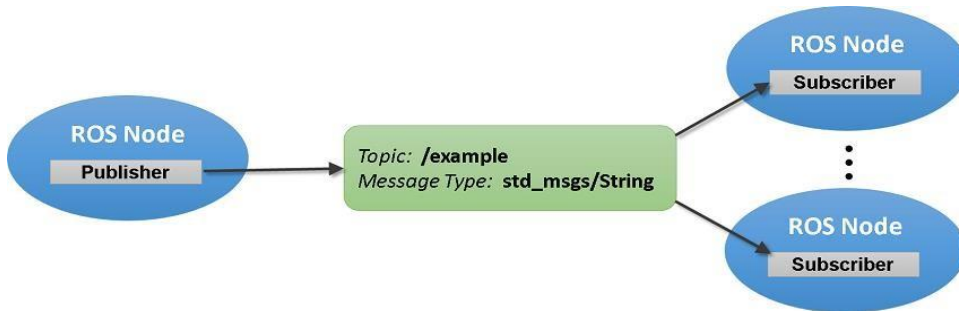 ROS Node
Publisher
Topic: /example
Message Type: std_msgs/String
ROS Node
Subscriber
ROS Node
Subscriber